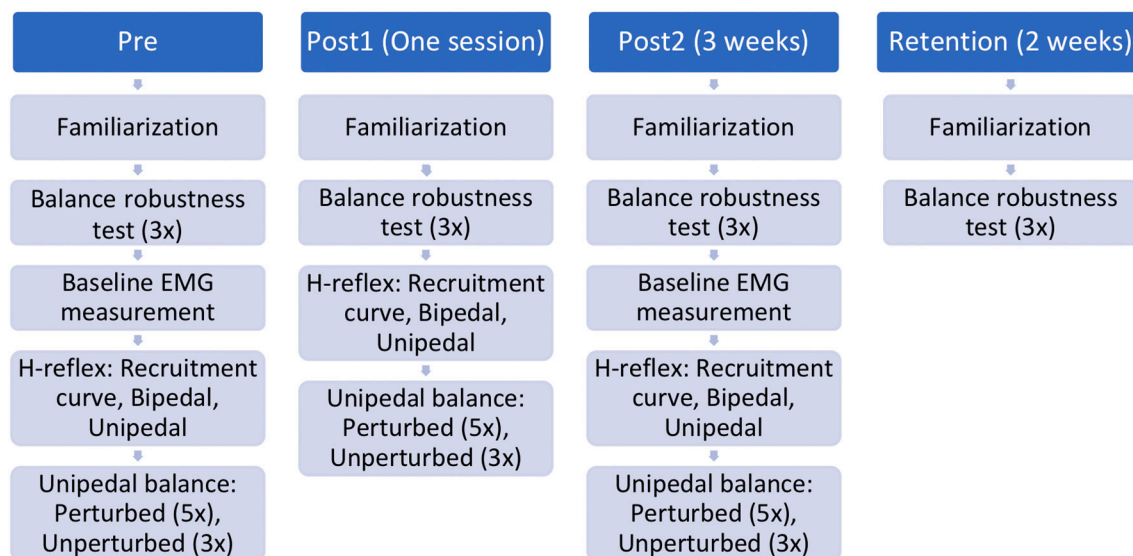 Pre
Familiarization
Balance robustness
test (3x)
Baseline EMG
measurement
H-reflex: Recruitment
curve, Bipedal,
Unipedal
Unipedal balance:
Perturbed (5x),
Unperturbed (3x)
Post1 (One session)
Familiarization
Balance robustness
test (3x)
H-reflex: Recruitment
curve, Bipedal,
Unipedal
Unipedal balance:
Perturbed (5x),
Unperturbed (3x)
Post2 (3 weeks)
Familiarization
Balance robustness
test (3x)
Baseline EMG
measurement
H-reflex: Recruitment
curve, Bipedal,
Unipedal
Unipedal balance:
Perturbed (5x),
Unperturbed (3x)
Retention (2 weeks)
Familiarization
Balance robustness
test (3x)